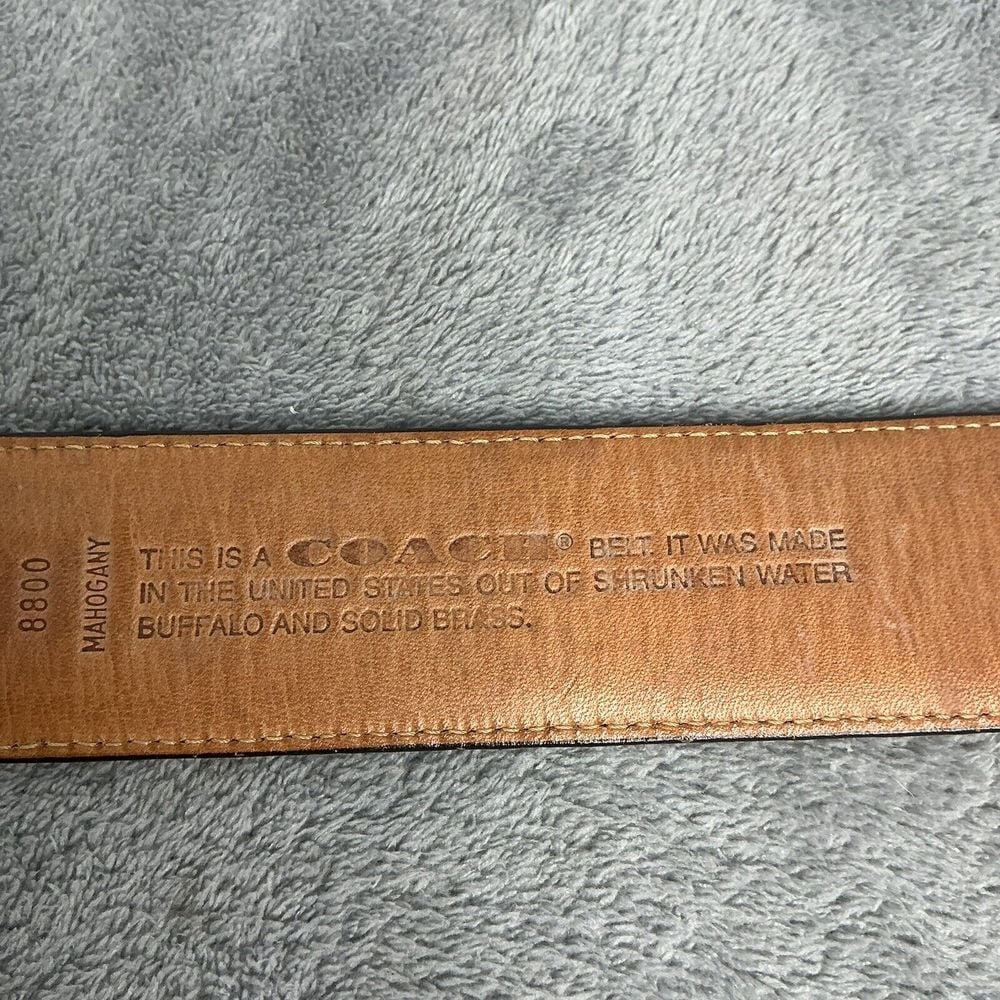 8800
MAHOGANY
THIS IS A COACH® BELT. IT WAS MADE
IN THE UNITED STATES OUT OF SHRUNKEN WATER
BUFFALO AND SOLID BRASS.